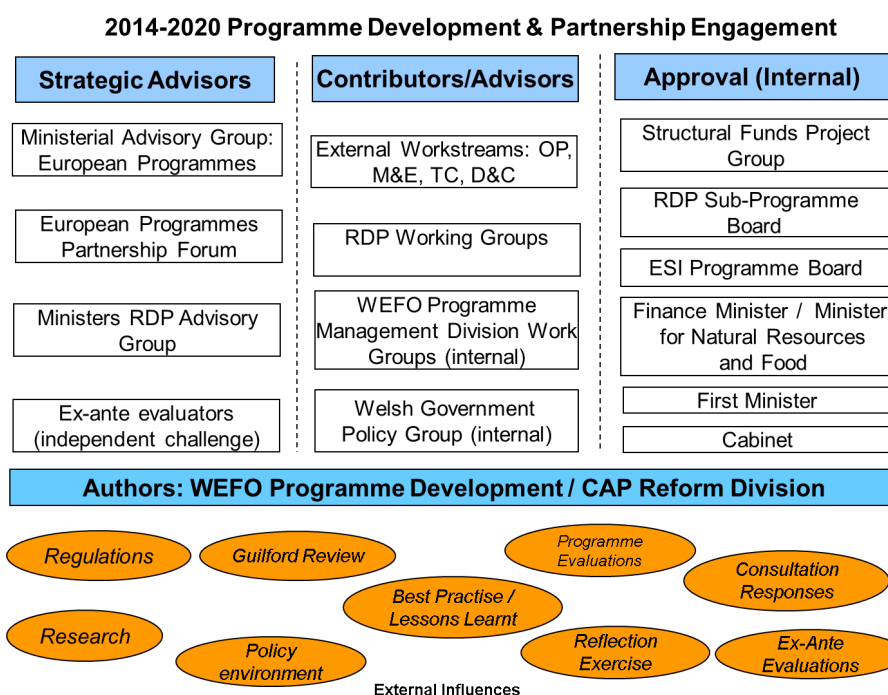 2014-2020 Programme Development & Partnership Engagement
Strategic Advisors
Ministerial Advisory Group:
European Programmes
European Programmes
Partnership Forum
Ministers RDP Advisory
Group
Ex-ante evaluators
(independent challenge)
Contributors/Advisors
External Workstreams: OP,
M&E, TC, D&C
RDP Working Groups
WEFO Programme
Management Division Work
Groups (internal)
Welsh Government
Policy Group (internal)
Approval (Internal)
Structural Funds Project
Group
RDP Sub-Programme
Board
ESI Programme Board
Finance Minister / Minister
for Natural Resources
and Food
First Minister
Cabinet
Authors: WEFO Programme Development / CAP Reform Division
Regulations
Guilford Review
Programme
Evaluations
Consultation
Responses
Best Practise /
Lessons Learnt
Research
Policy
environment
Reflection
Exercise
Ex-Ante
Evaluations
External Influences